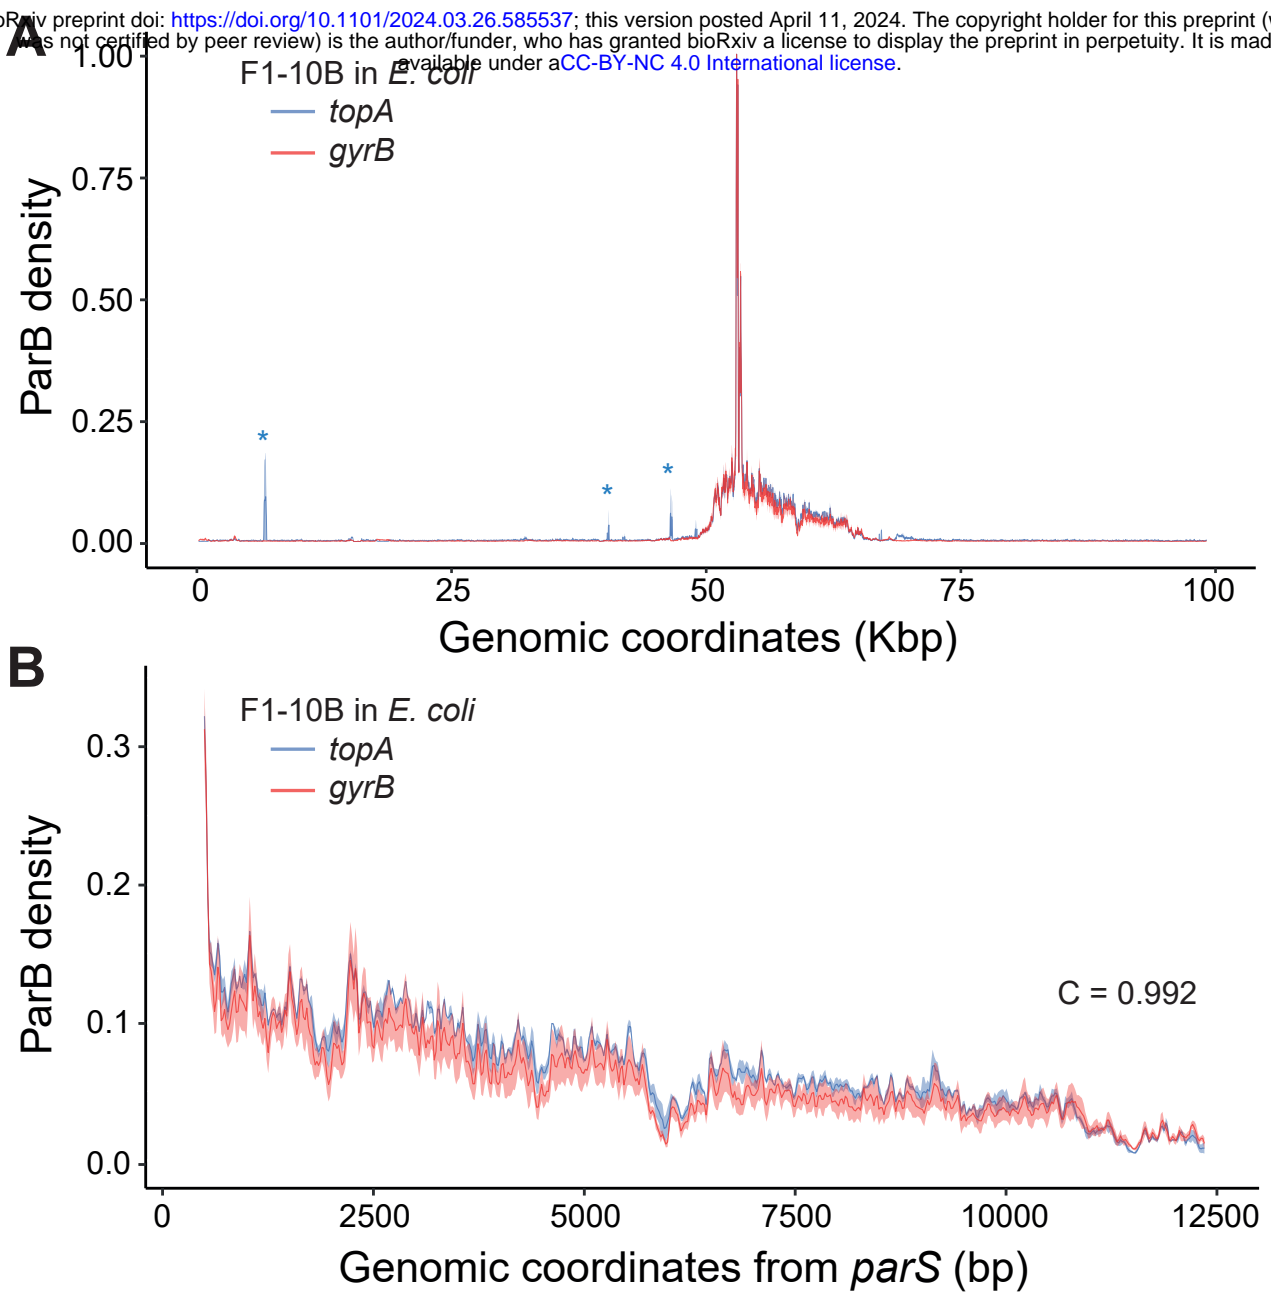 oRxiv preprint doi: https://doi.org/10.1101/2024.03.26.585537; this version posted April 11, 2024. The copyright holder for this preprint (w
was not certified by peer review) is the author/funder, who has granted bioRxiv a license to display the preprint in perpetuity. It is mad
available under aCC-BY-NC 4.0 International license.
A
F1-10B in E. coli
topA
gyrB
ParB density
1.00
0.75
0.50
0.25
0.00
*
*
*
0 25 50 75 100
Genomic coordinates (Kbp)
B
F1-10B in E. coli
topA
gyrB
ParB density
0.3
0.2
0.1
0.0
C = 0.992
0 2500 5000 7500 10000 12500
Genomic coordinates from parS (bp)